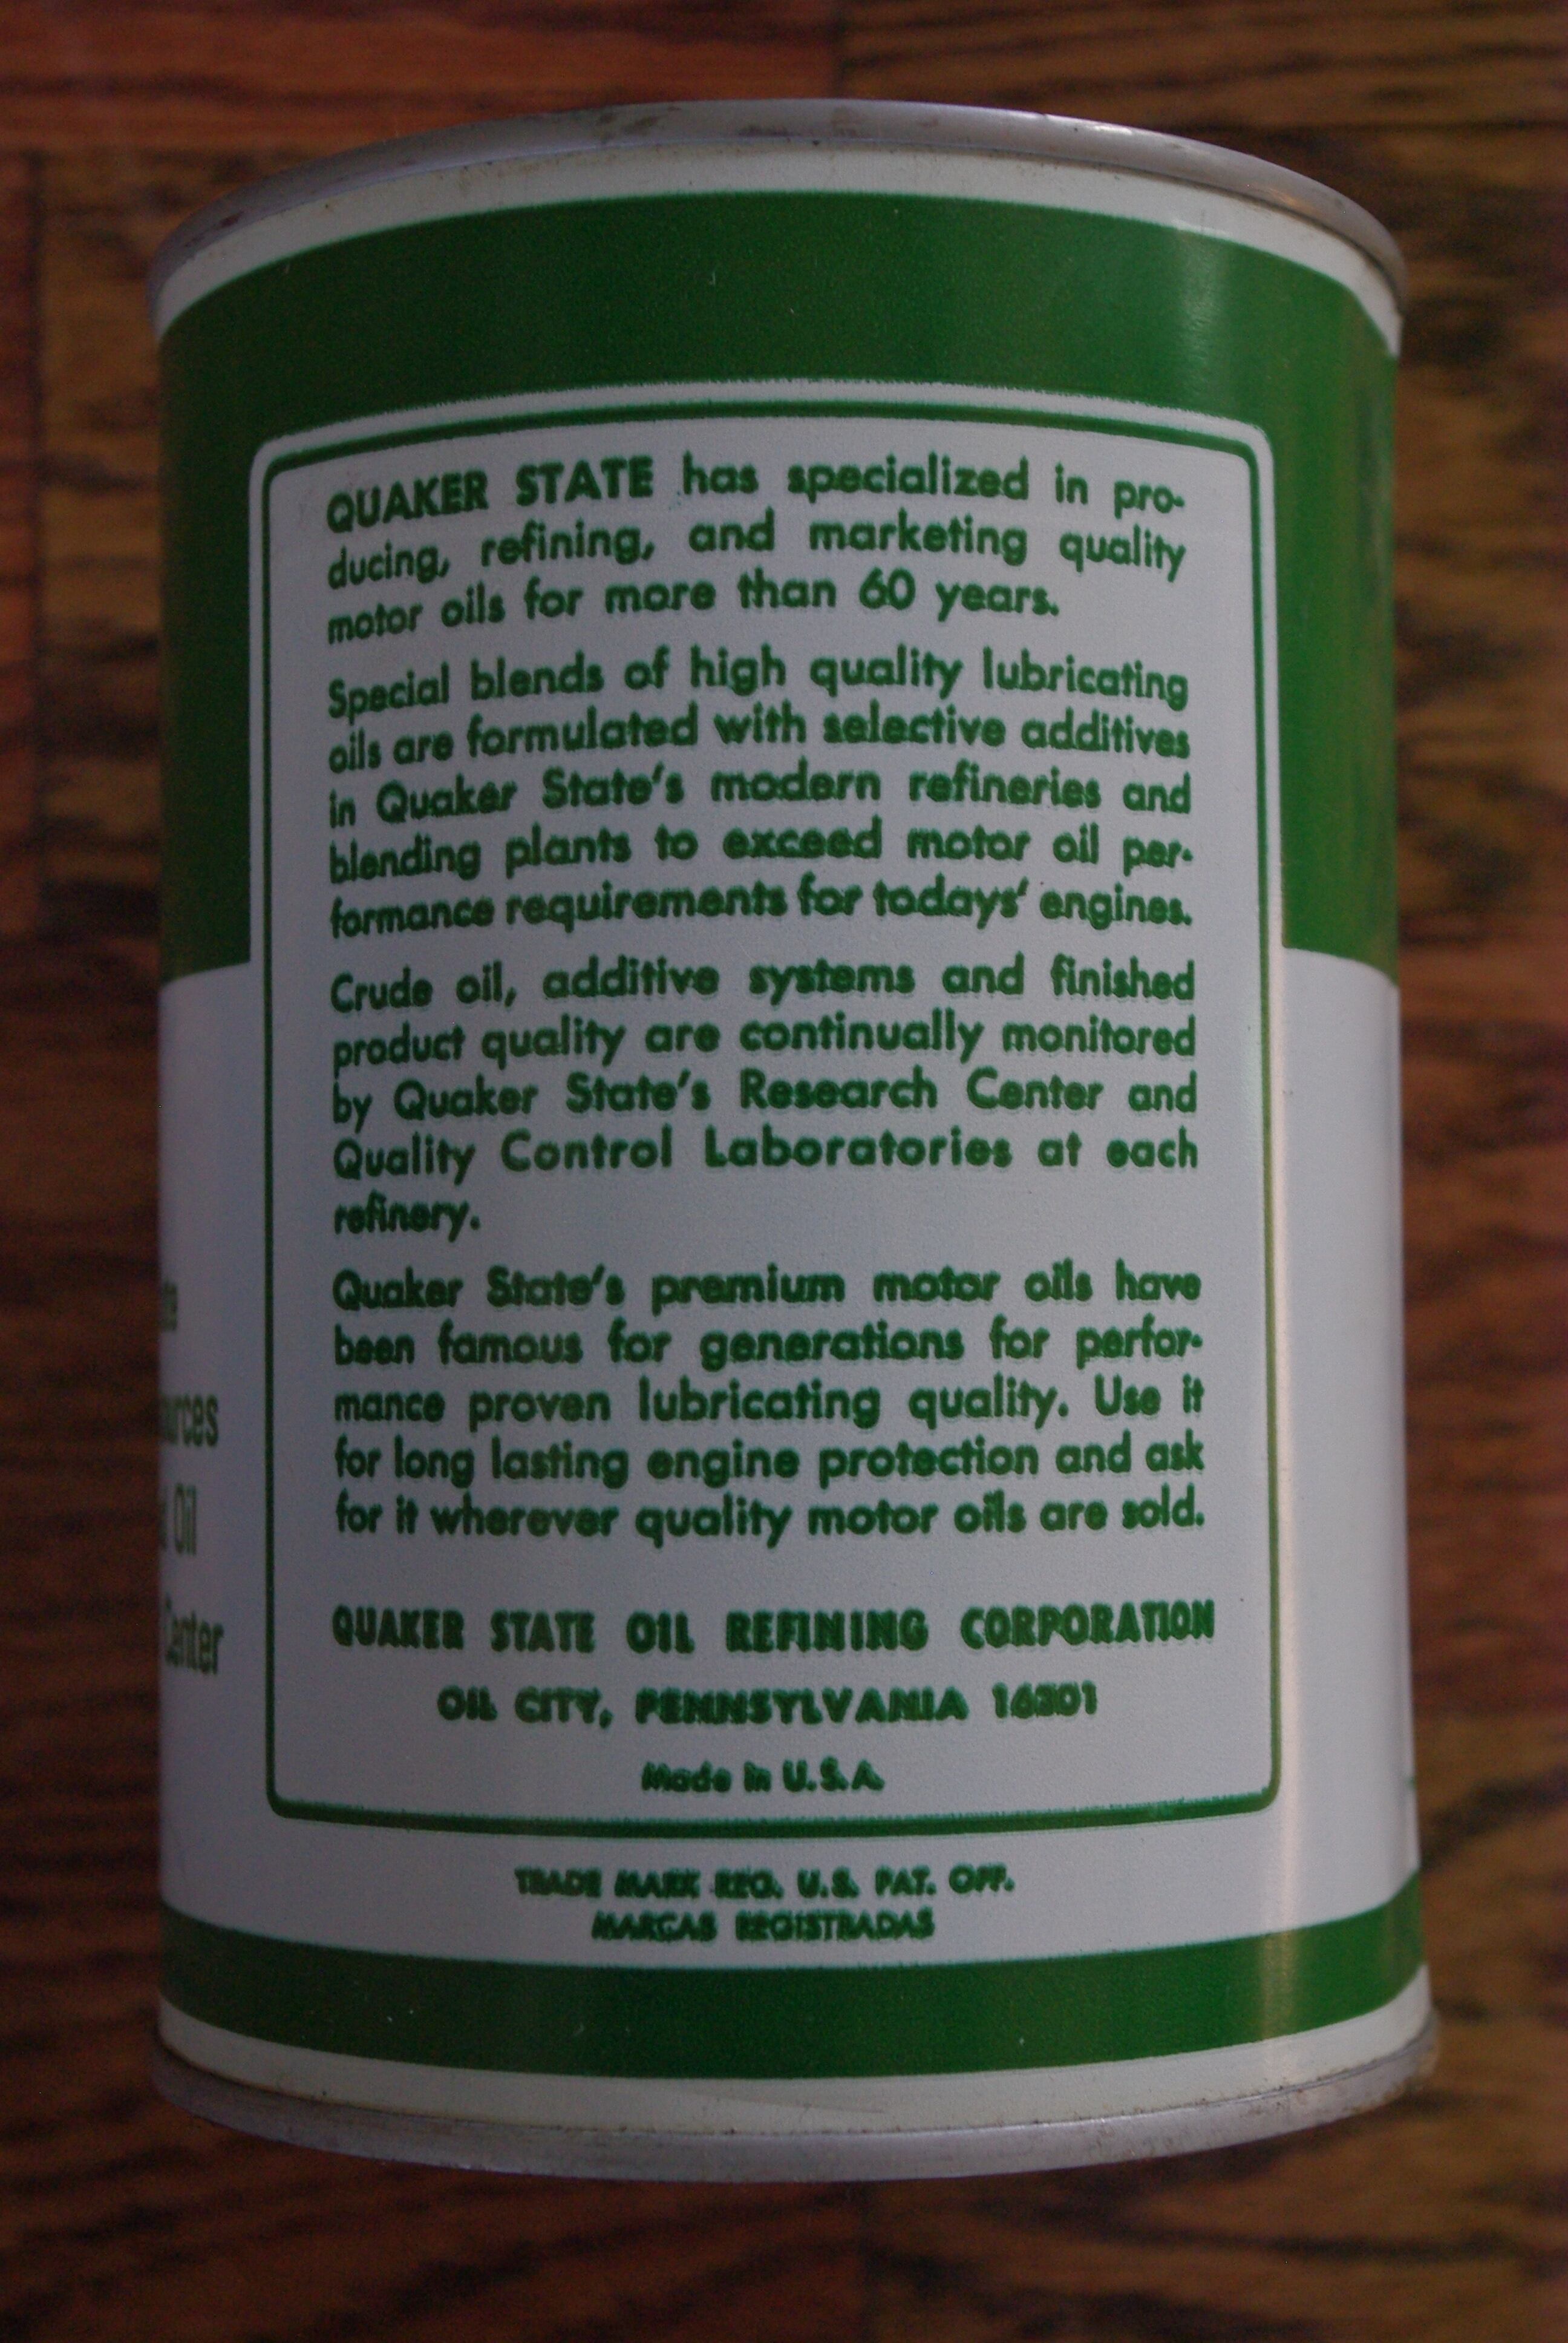 QUAKER STATE has specialized in pro-
ducing, refining, and marketing quality
motor oils for more than 60 years.
Special blends of high quality lubricating
oils are formulated with selective additives
in Quaker State's modern refineries and
blending plants to exceed motor oil per-
formance requirements for todays' engines.
Crude oil, additive systems and finished
product quality are continually monitored
by Quaker State's Research Center and
Quality Control Laboratories at each
refinery.
Quaker State's premium motor oils have
been famous for generations for perfor-
mance proven lubricating quality. Use it
for long lasting engine protection and ask
for it wherever quality motor oils are sold.
QUAKER STATE OIL REFINING CORPORATION
OIL CITY, PENNSYLVANIA 16301
Made in U.S.A.
TRADE MARK REG. U.S. PAT. OFF.
MARCAS REGISTRADAS
Oil
Center